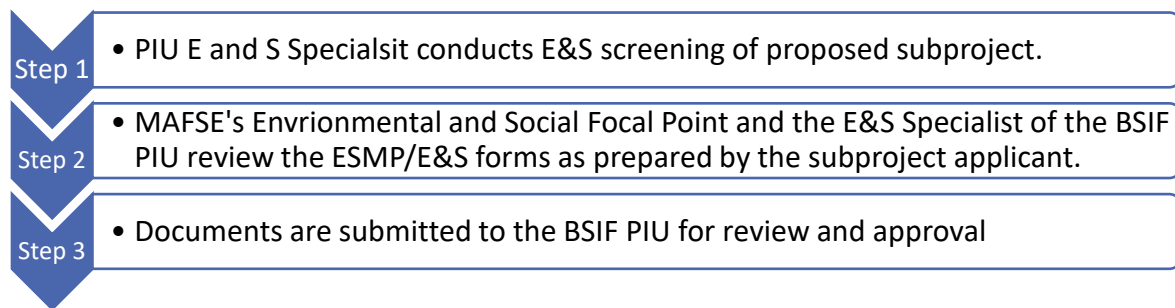 Step 1
• PIU E and S Specialsit conducts E&S screening of proposed subproject.
Step 2
• MAFSE's Envrionmental and Social Focal Point and the E&S Specialist of the BSIF
PIU review the ESMP/E&S forms as prepared by the subproject applicant.
Step 3
• Documents are submitted to the BSIF PIU for review and approval